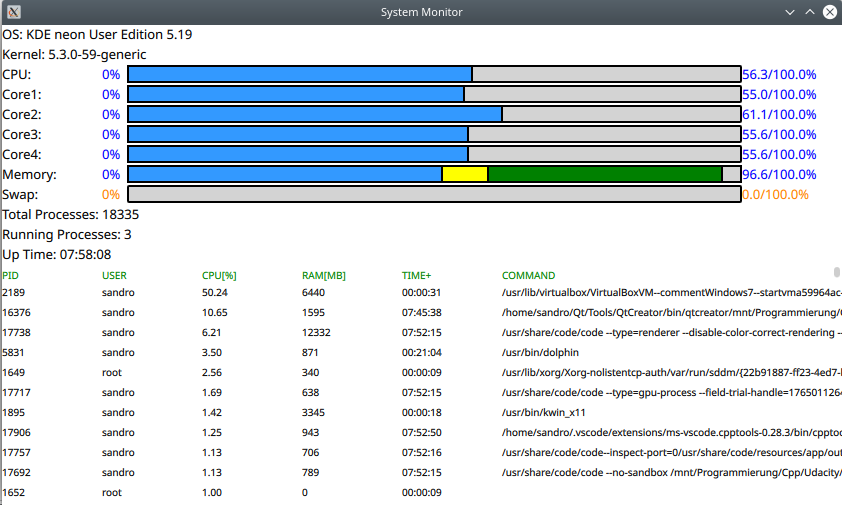 System Monitor
OS: KDE neon User Edition 5.19
Kernel: 5.3.0-59-generic
CPU: 0% 56.3/100.0%
Core1: 0% 55.0/100.0%
Core2: 0% 61.1/100.0%
Core3: 0% 55.6/100.0%
Core4: 0% 55.6/100.0%
Memory: 0% 96.6/100.0%
Swap: 0% 0.0/100.0%
Total Processes: 18335
Running Processes: 3
Up Time: 07:58:08
PID USER CPU[%] RAM[MB] TIME+ COMMAND
2189 sandro 50.24 6440 00:00:31 /usr/lib/virtualbox/VirtualBoxVM--commentWindows7--startvma59964ac-
16376 sandro 10.65 1595 07:45:38 /home/sandro/Qt/Tools/QtCreator/bin/qtcreator/mnt/Programmierung/
17738 sandro 6.21 12332 07:52:15 /usr/share/code/code --type=renderer --disable-color-correct-rendering --
5831 sandro 3.50 871 00:21:04 /usr/bin/dolphin
1649 root 2.56 340 00:00:09 /usr/lib/xorg/Xorg-nolistentcp-auth/var/run/sddm/{22b91887-ff23-4ed7-
17717 sandro 1.69 638 07:52:15 /usr/share/code/code --type=gpu-process --field-trial-handle=1765011264
1895 sandro 1.42 3345 00:00:18 /usr/bin/kwin_x11
17906 sandro 1.25 943 07:52:50 /home/sandro/.vscode/extensions/ms-vscode.cpptools-0.28.3/bin/cppto
17757 sandro 1.13 706 07:52:16 /usr/share/code/code--inspect-port=0/usr/share/code/resources/app/out
17692 sandro 1.13 789 07:52:15 /usr/share/code/code --no-sandbox /mnt/Programmierung/Cpp/Udacity/
1652 root 1.00 0 00:00:09